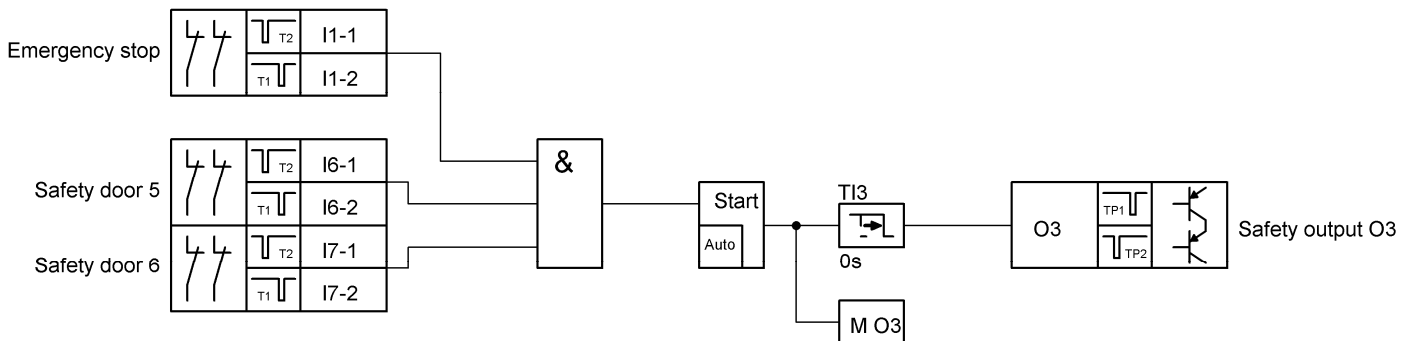 Emergency stop
T2 I1-1
T1 I1-2
Safety door 5
T2 I6-1
T1 I6-2
Safety door 6
T2 I7-1
T1 I7-2
&
Start
Auto
TI3
0s
M O3
O3
TP1
TP2
Safety output O3